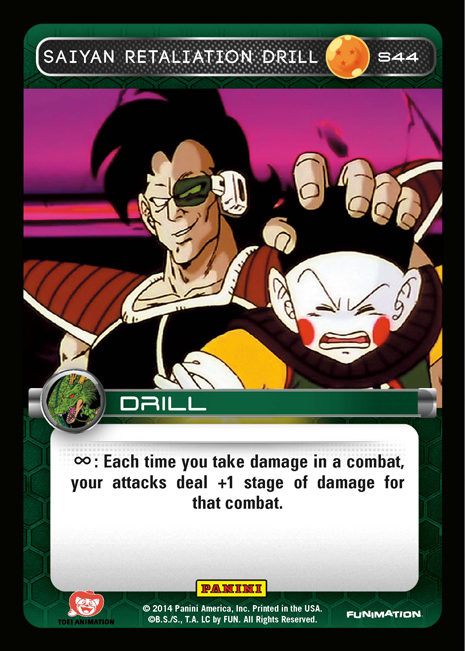 SAIYAN RETALIATION DRILL S44
DRILL
∞: Each time you take damage in a combat,
your attacks deal +1 stage of damage for
that combat.
PANINI
TOEI ANIMATION
© 2014 Panini America, Inc. Printed in the USA.
©B.S./S., T.A. LC by FUN. All Rights Reserved.
FUNIMATION